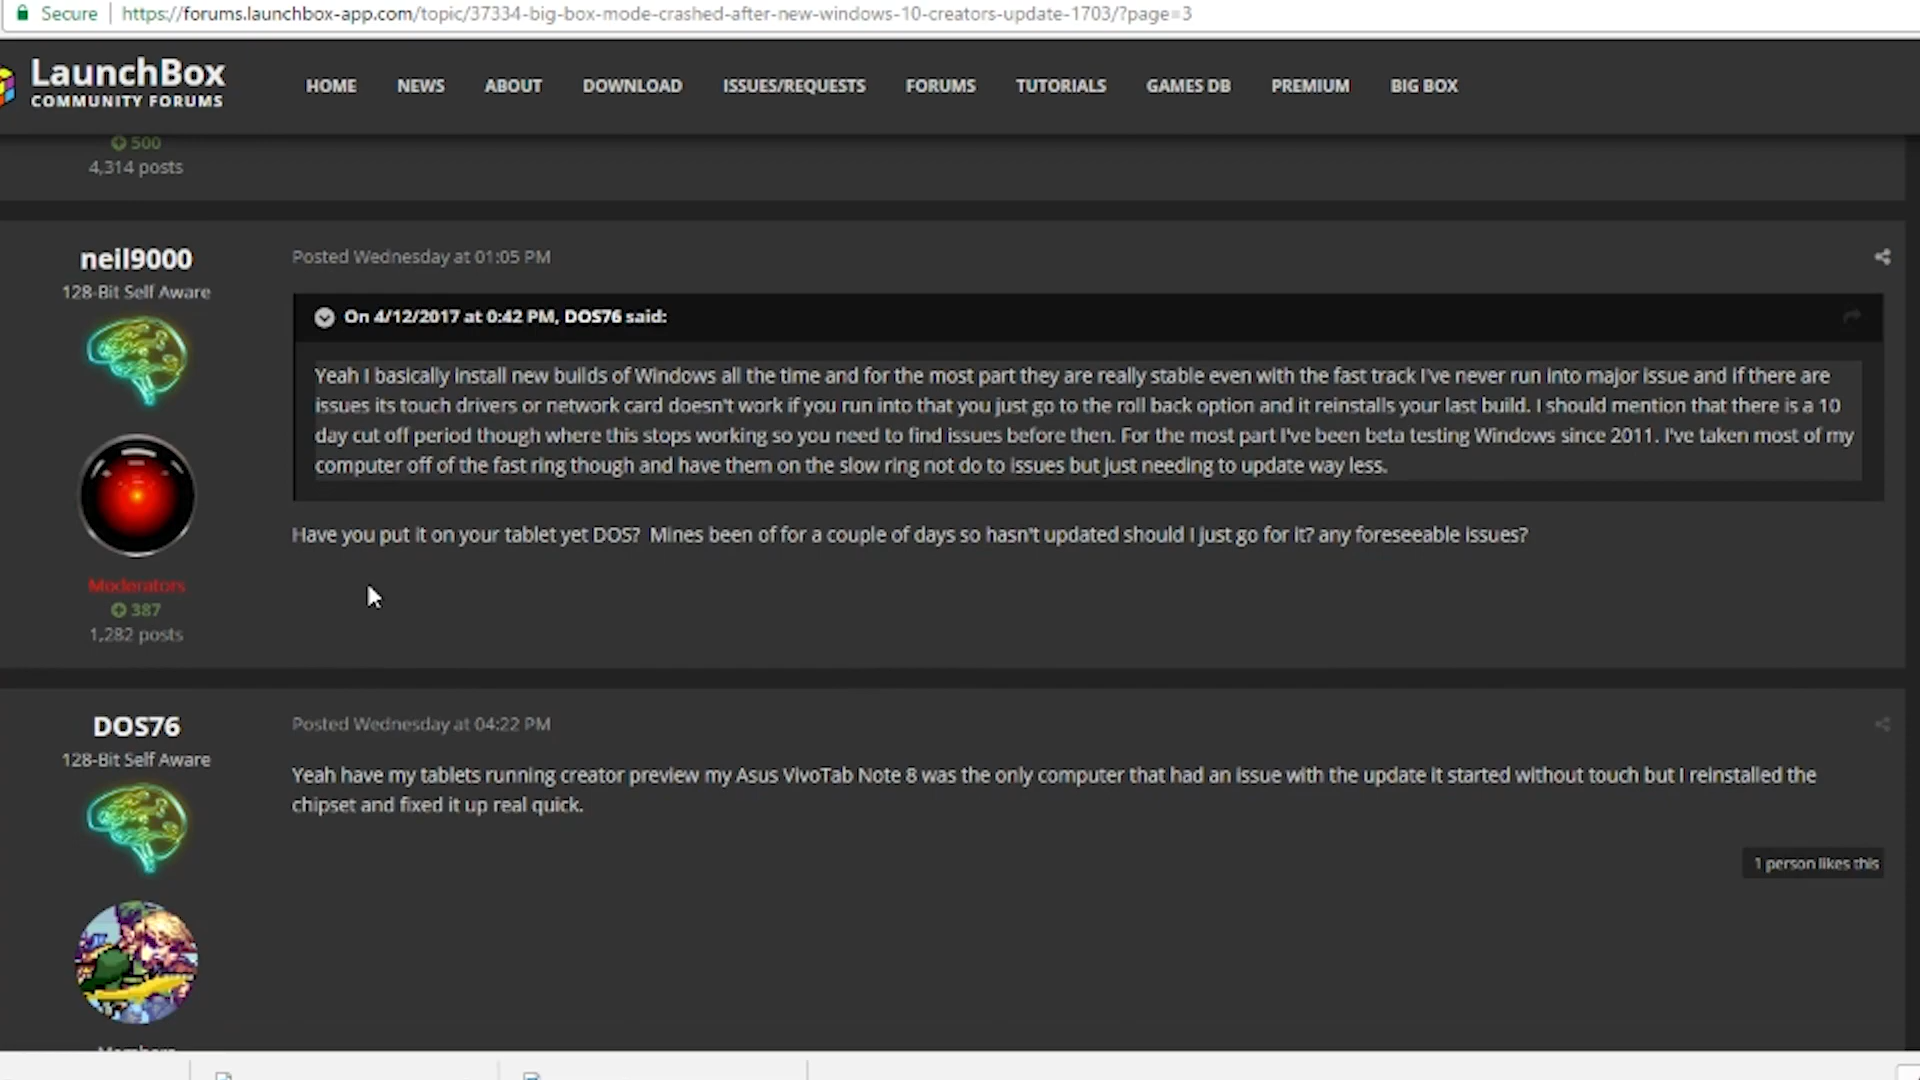 Secure https://forums.launchbox-app.com/topic/37334-big-box-mode-crashed-after-new-windows-10-creators-update-1703/?page=3
LaunchBox
COMMUNITY FORUMS
HOME NEWS ABOUT DOWNLOAD ISSUES/REQUESTS FORUMS TUTORIALS GAMES DB PREMIUM BIG BOX
500
4,314 posts
neil9000
128-Bit Self Aware
Moderators
387
1,282 posts
Posted Wednesday at 01:05 PM
On 4/12/2017 at 0:42 PM, DOS76 said:
Yeah I basically install new builds of Windows all the time and for the most part they are really stable even with the fast track I've never run into major issue and if there are
issues its touch drivers or network card doesn't work if you run into that you just go to the roll back option and it reinstalls your last build. I should mention that there is a 10
day cut off period though where this stops working so you need to find issues before then. For the most part I've been beta testing Windows since 2011. I've taken most of my
computer off of the fast ring though and have them on the slow ring not do to issues but just needing to update way less.
Have you put it on your tablet yet DOS? Mines been of for a couple of days so hasn't updated should I just go for it? any foreseeable issues?
DOS76
128-Bit Self Aware
Members
Posted Wednesday at 04:22 PM
Yeah have my tablets running creator preview my Asus VivoTab Note 8 was the only computer that had an issue with the update it started without touch but I reinstalled the
chipset and fixed it up real quick.
1 person likes this